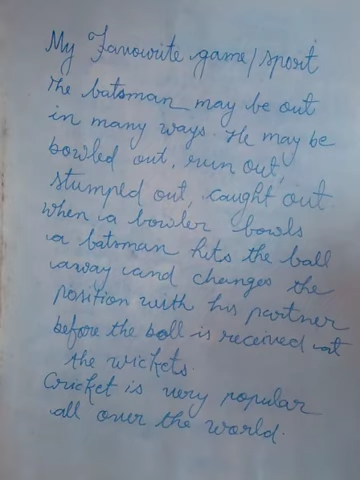 My Favourite game/sport
The batsman may be out
in many ways. He may be
bowled out, run out,
stumped out, caught out.
When a bowler bowls
a batsman hits the ball
away and changes the
position with his partner
before the ball is received at
the wickets.
Cricket is very popular
all over the world.